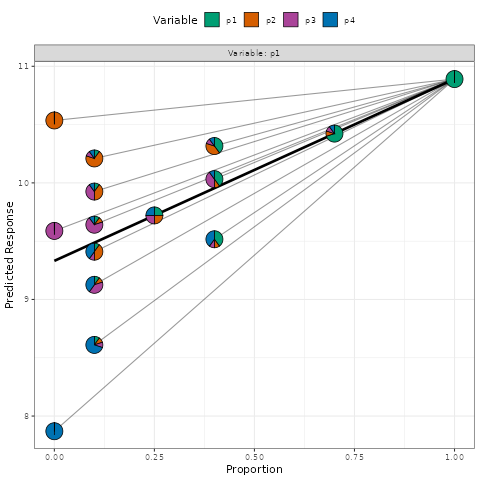 Variable p1 p2 p3 p4
Variable: p1
11
10
9
8
Predicted Response
0.00 0.25 0.50 0.75 1.00
Proportion